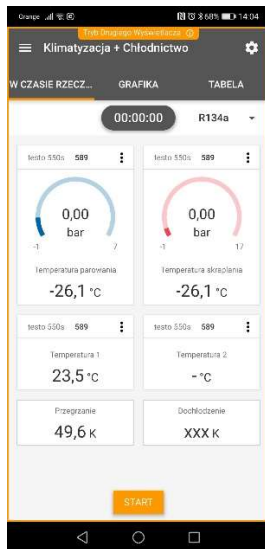 Orange 68% 14:04
Treb Drugiego Wyświetlacza
Klimatyzacja + Chłodnictwo
W CZASIE RZECZ... GRAFIKA TABELA
00:00:00 R134a
testo 550s 589 testo 550s 589
0,00 0,00
bar bar
-1 7 -1 17
Temperatura parowania Temperatura skraplania
-26,1 °C -26,1 °C
testo 550s 589 testo 550s 589
Temperatura 1 Temperatura 2
23,5 °C - °C
Przegrzanie Dochłodzenie
49,6 K XXX K
START